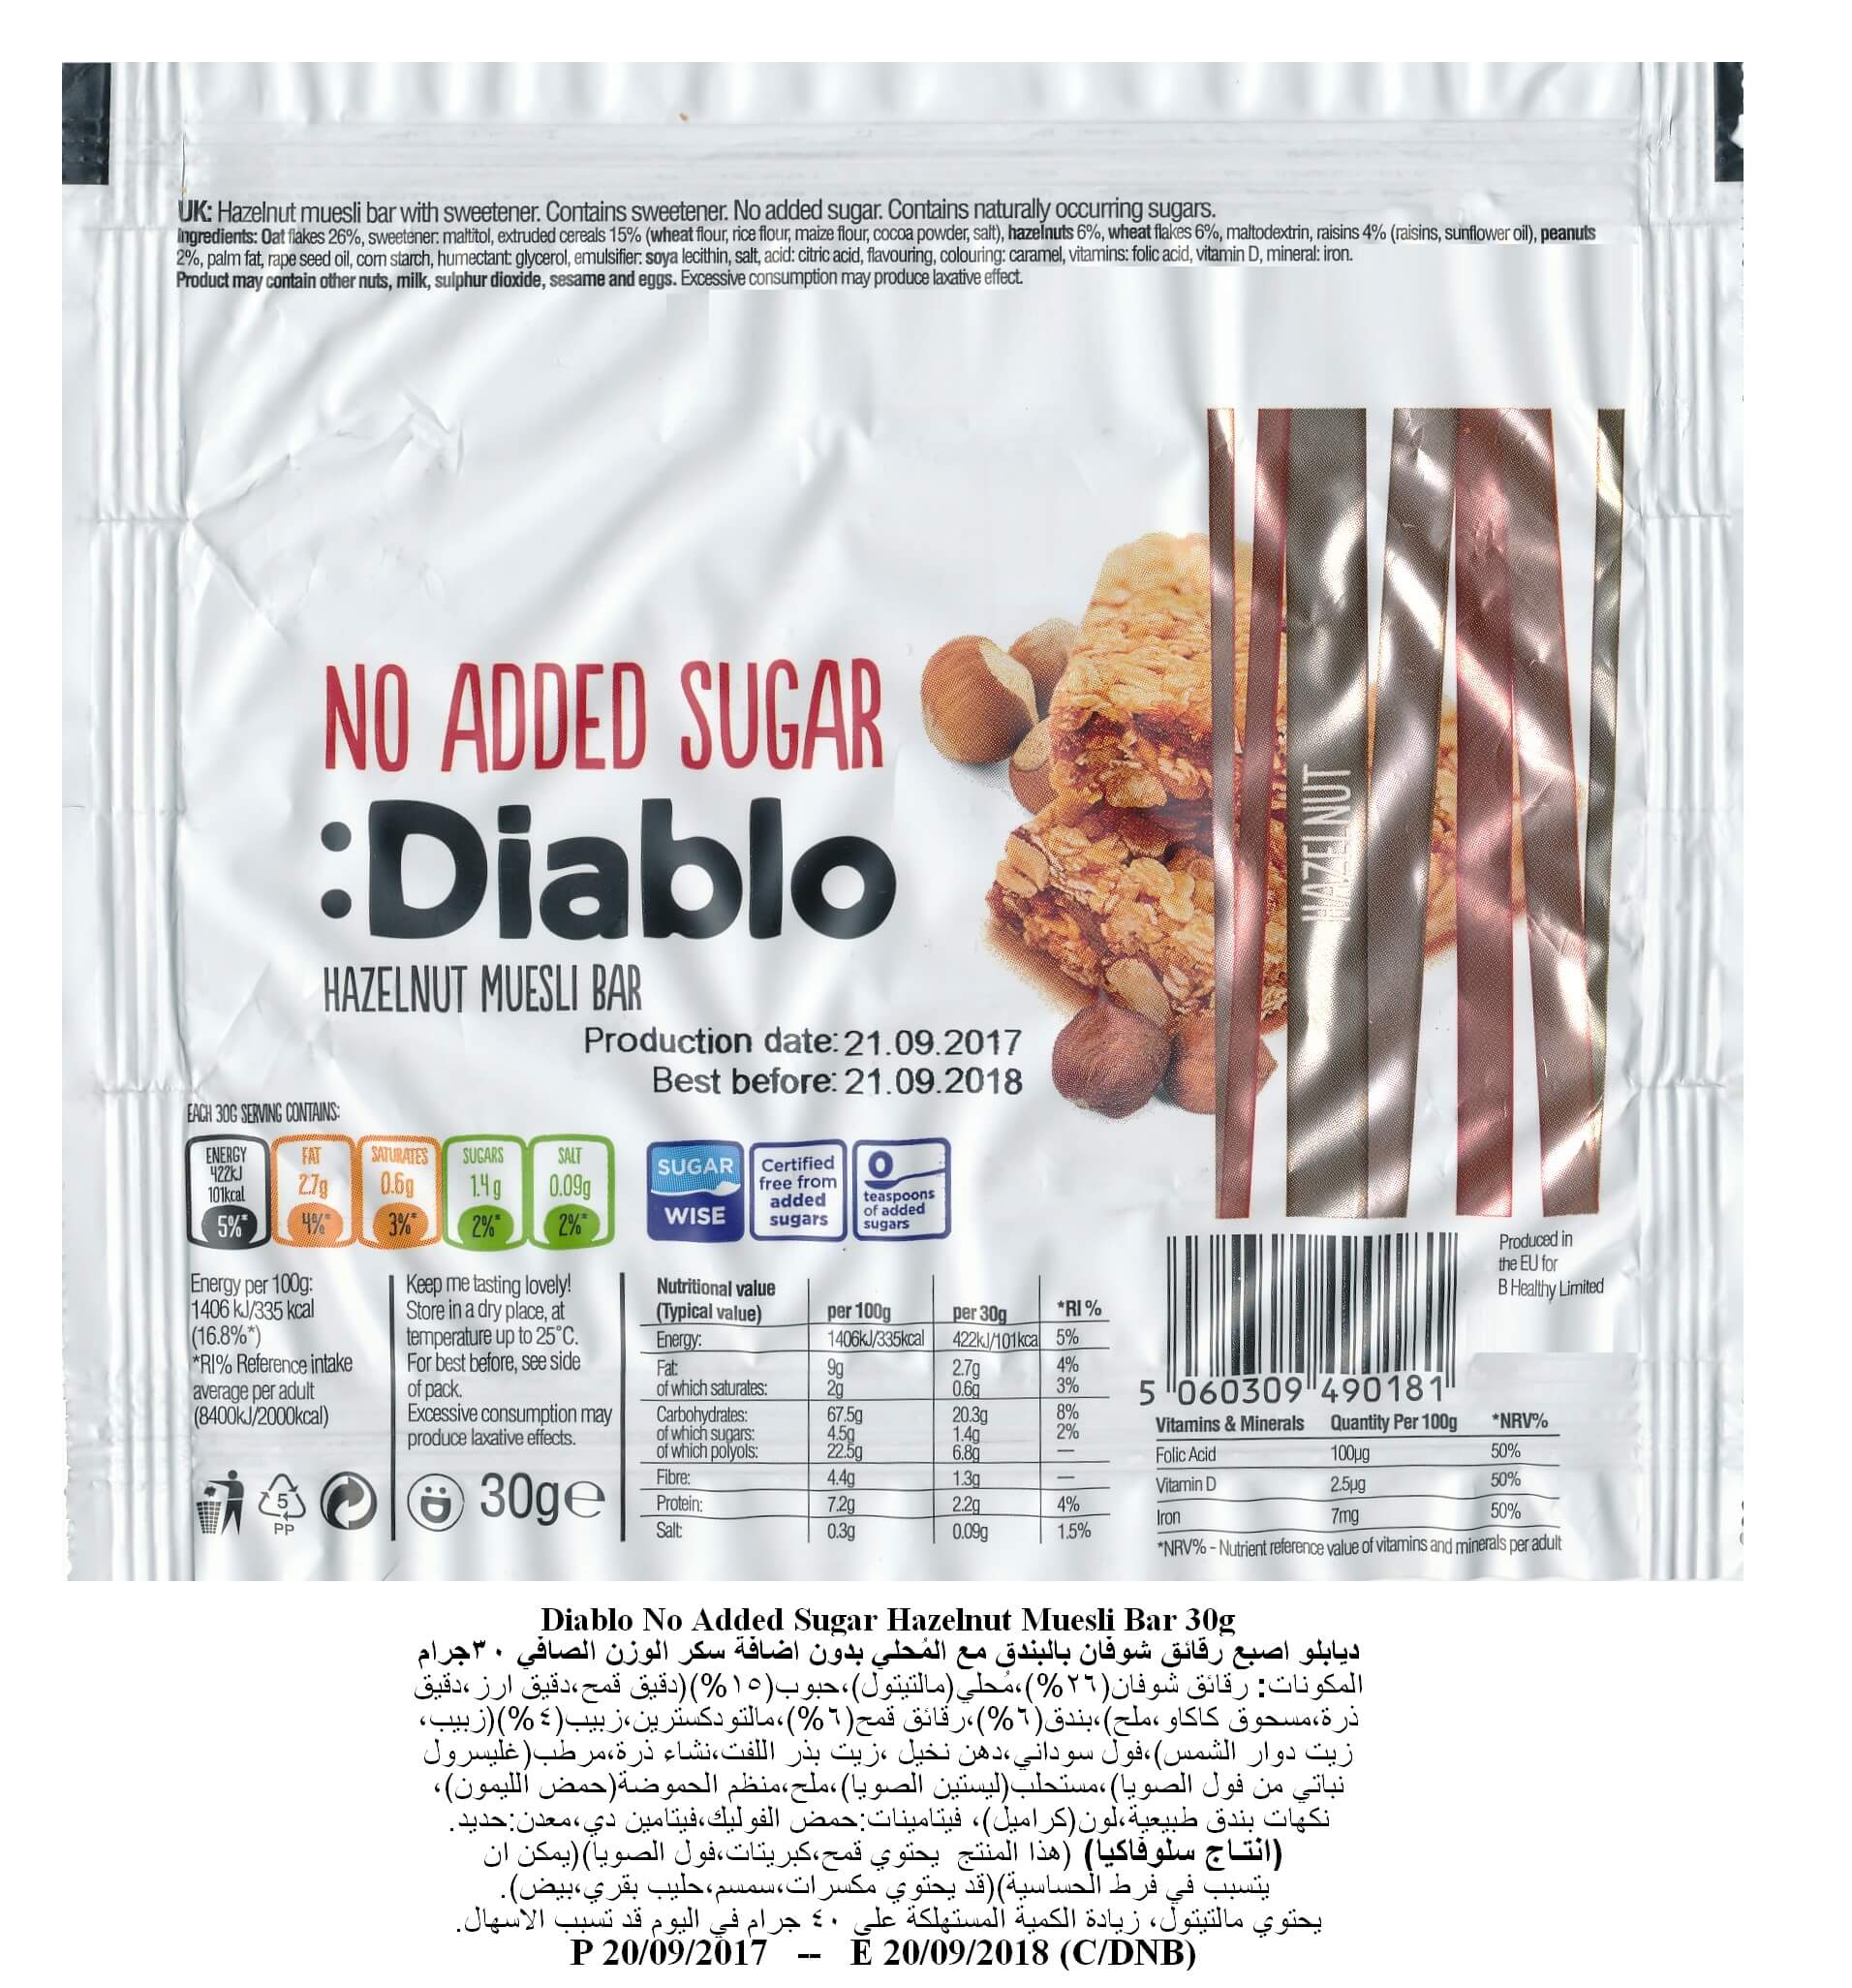 UK: Hazelnut muesli bar with sweetener. Contains sweetener. No added sugar. Contains naturally occurring sugars.
Ingredients: Oat flakes 26%, sweetener: maltitol, extruded cereals 15% (wheat flour, rice flour, maize flour, cocoa powder, salt), hazelnuts 6%, wheat flakes 6%, maltodextrin, raisins 4% (raisins, sunflower oil), peanuts
2%, palm fat, rape seed oil, corn starch, humectant: glycerol, emulsifier: soya lecithin, salt, acid: citric acid, flavouring, colouring: caramel, vitamins: folic acid, vitamin D, mineral: iron.
Product may contain other nuts, milk, sulphur dioxide, sesame and eggs. Excessive consumption may produce laxative effect.
NO ADDED SUGAR
:Diablo
HAZELNUT MUESLI BAR
HAZELNUT
Production date: 21.09.2017
Best before: 21.09.2018
EACH 30G SERVING CONTAINS:
ENERGY 422kJ 101kcal 5%*
FAT 2.7g 4%*
SATURATES 0.6g 3%*
SUGARS 1.4g 2%*
SALT 0.09g 2%*
SUGAR WISE
Certified free from added sugars
0 teaspoons of added sugars
Energy per 100g:
1406 kJ/335 kcal
(16.8%*)
*RI% Reference intake
average per adult
(8400kJ/2000kcal)
5
PP
Keep me tasting lovely!
Store in a dry place, at
temperature up to 25°C.
For best before, see side
of pack.
Excessive consumption may
produce laxative effects.
30g e
Nutritional value
(Typical value) per 100g per 30g *RI %
Energy: 1406kJ/335kcal 422kJ/101kcal 5%
Fat: 9g 2.7g 4%
of which saturates: 2g 0.6g 3%
Carbohydrates: 67.5g 20.3g 8%
of which sugars: 4.5g 1.4g 2%
of which polyols: 22.5g 6.8g —
Fibre: 4.4g 1.3g —
Protein: 7.2g 2.2g 4%
Salt: 0.3g 0.09g 1.5%
Produced in
the EU for
B Healthy Limited
5 060309 490181
Vitamins & Minerals Quantity Per 100g *NRV%
Folic Acid 100µg 50%
Vitamin D 2.5µg 50%
Iron 7mg 50%
*NRV% - Nutrient reference value of vitamins and minerals per adult
Diablo No Added Sugar Hazelnut Muesli Bar 30g
ديابلو اصبع رقائق شوفان بالبندق مع المُحلي بدون اضافة سكر الوزن الصافي ٣٠جرام
المكونات: رقائق شوفان(٢٦%)،مُحلي(مالتيتول)،حبوب(١٥%)(دقيق قمح،دقيق ارز،دقيق
ذرة،مسحوق كاكاو،ملح)،بندق(٦%)،رقائق قمح(٦%)،مالتودكسترين،زبيب(٤%)(زبيب،
زيت دوار الشمس)،فول سوداني،دهن نخيل ،زيت بذر اللفت،نشاء ذرة،مرطب(غليسرول
نباتي من فول الصويا)،مستحلب(ليستين الصويا)،ملح،منظم الحموضة(حمض الليمون)،
نكهات بندق طبيعية،لون(كراميل)، فيتامينات:حمض الفوليك،فيتامين دي،معدن:حديد.
(انتاج سلوفاكيا) (هذا المنتج يحتوي قمح،كبريتات،فول الصويا)(يمكن ان
يتسبب في فرط الحساسية)(قد يحتوي مكسرات،سمسم،حليب بقري،بيض).
يحتوي مالتيتول، زيادة الكمية المستهلكة على ٤٠ جرام في اليوم قد تسبب الاسهال.
P 20/09/2017 -- E 20/09/2018 (C/DNB)